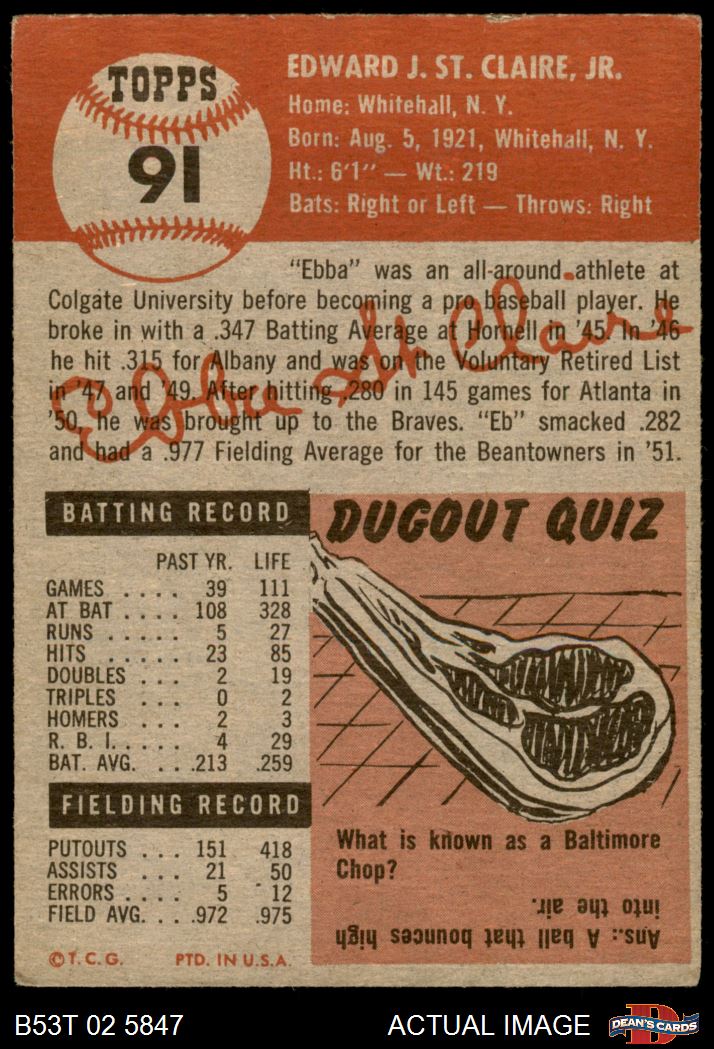 TOPPS
91
EDWARD J. ST. CLAIRE, JR.
Home: Whitehall, N. Y.
Born: Aug. 5, 1921, Whitehall, N. Y.
Ht.: 6'1" — Wt.: 219
Bats: Right or Left — Throws: Right
"Ebba" was an all-around athlete at
Colgate University before becoming a pro baseball player. He
broke in with a .347 Batting Average at Hornell in '45. In '46
he hit .315 for Albany and was on the Voluntary Retired List
in '47 and '49. After hitting .280 in 145 games for Atlanta in
'50, he was brought up to the Braves. "Eb" smacked .282
and had a .977 Fielding Average for the Beantowners in '51.
Ebba St. Claire
BATTING RECORD
PAST YR. LIFE
GAMES .... 39 111
AT BAT .... 108 328
RUNS ..... 5 27
HITS ..... 23 85
DOUBLES ... 2 19
TRIPLES ... 0 2
HOMERS ... 2 3
R. B. I. .... 4 29
BAT. AVG. ... .213 .259
FIELDING RECORD
PUTOUTS ... 151 418
ASSISTS ... 21 50
ERRORS .... 5 12
FIELD AVG. ... .972 .975
© T. C. G. PTD. IN U.S.A.
DUGOUT QUIZ
What is known as a Baltimore
Chop?
Ans.: A ball that bounces high
into the air.
B53T 02 5847
ACTUAL IMAGE
DEAN'S CARDS